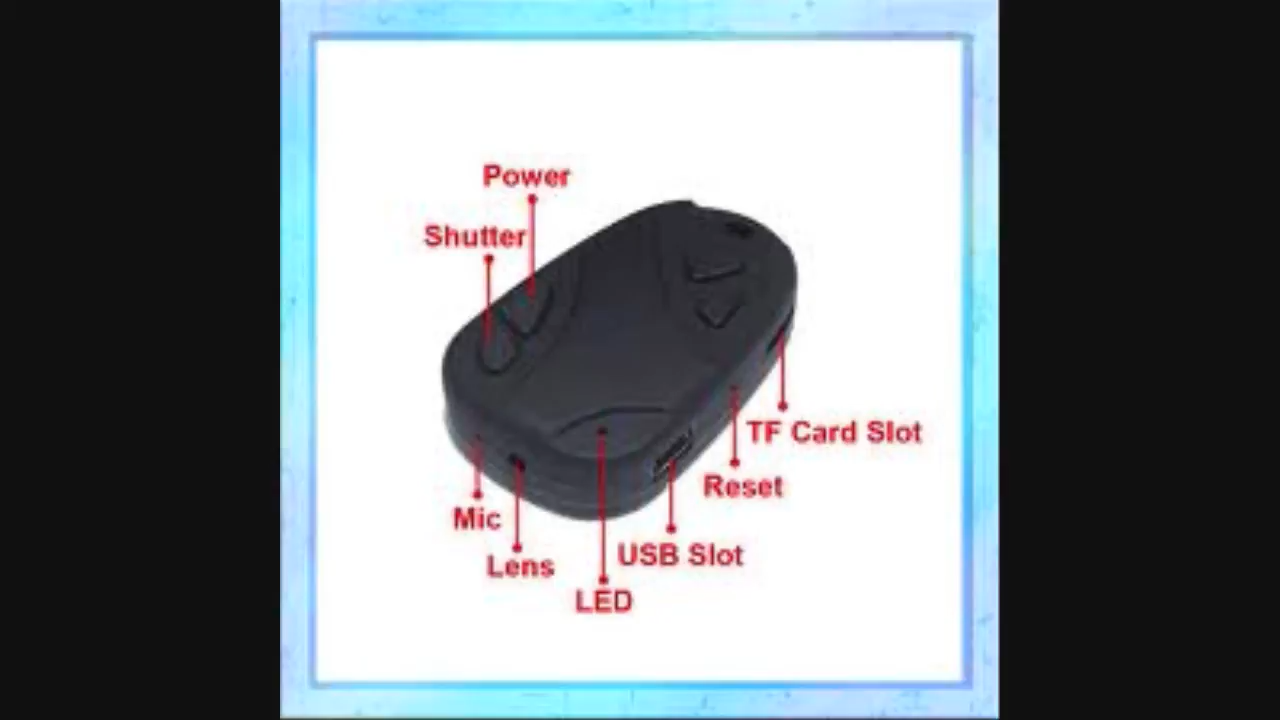 Power
Shutter
TF Card Slot
Reset
Mic
USB Slot
Lens
LED